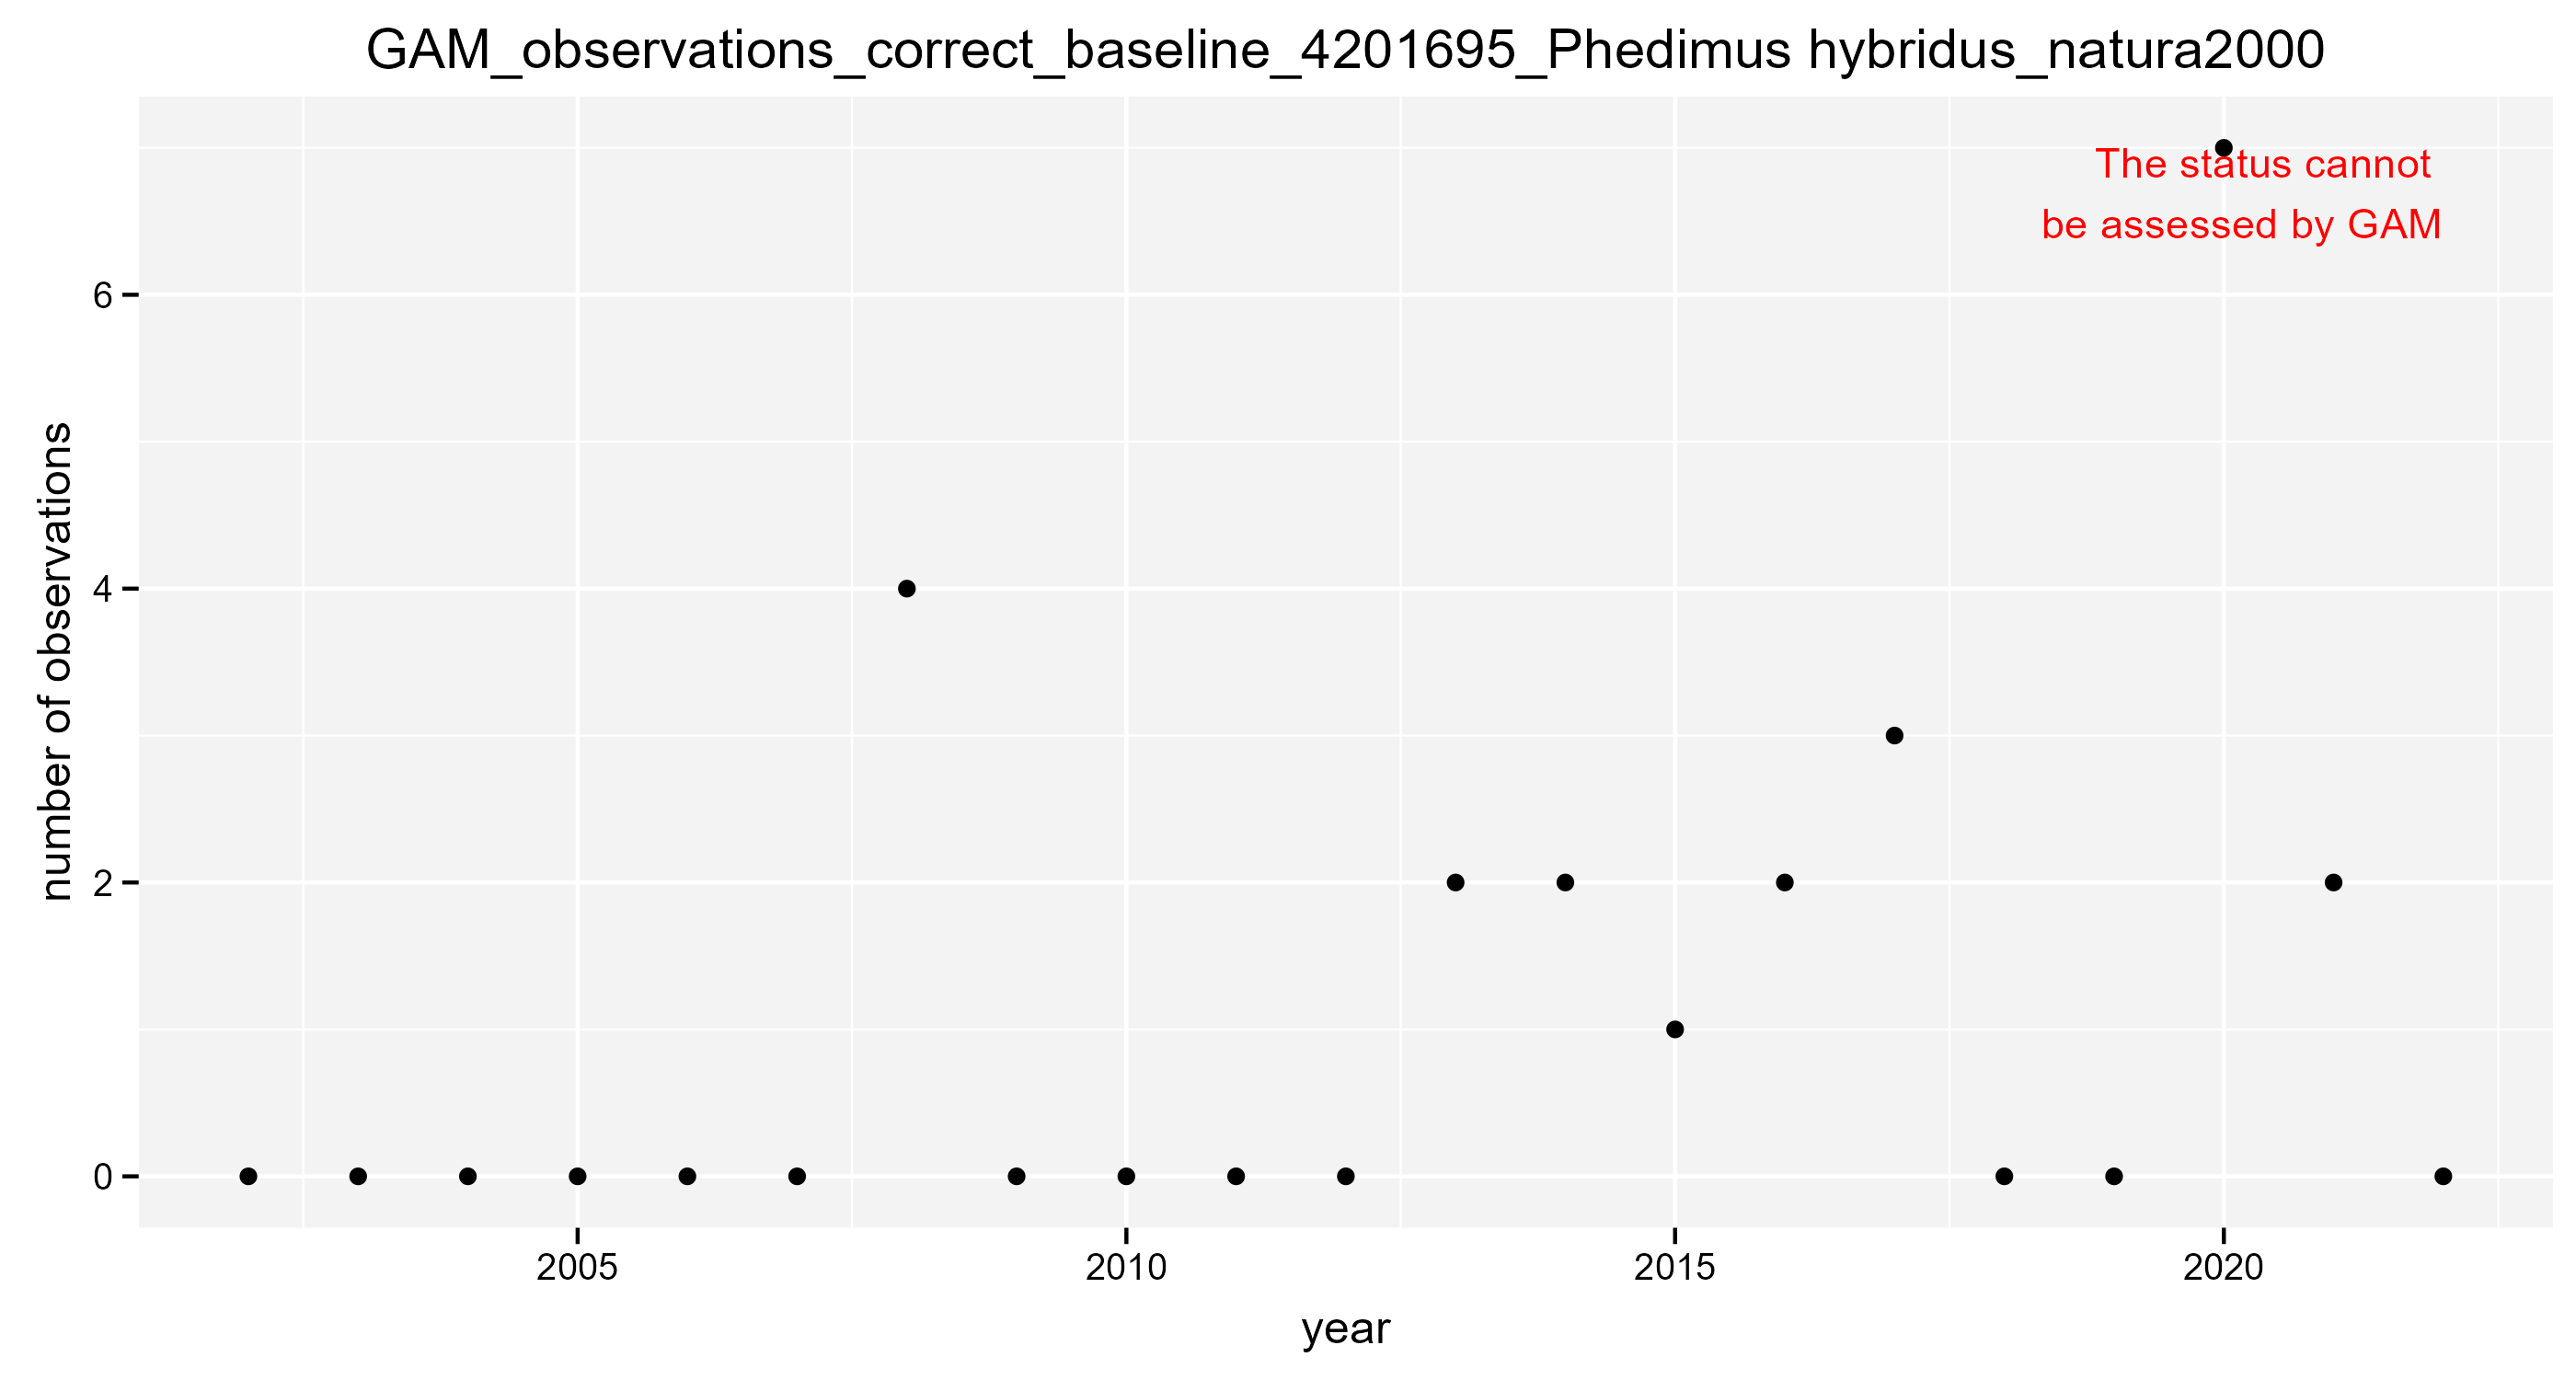 GAM_observations_correct_baseline_4201695_Phedimus hybridus_natura2000
The status cannot
be assessed by GAM
number of observations
6
4
2
0
2005 2010 2015 2020
year